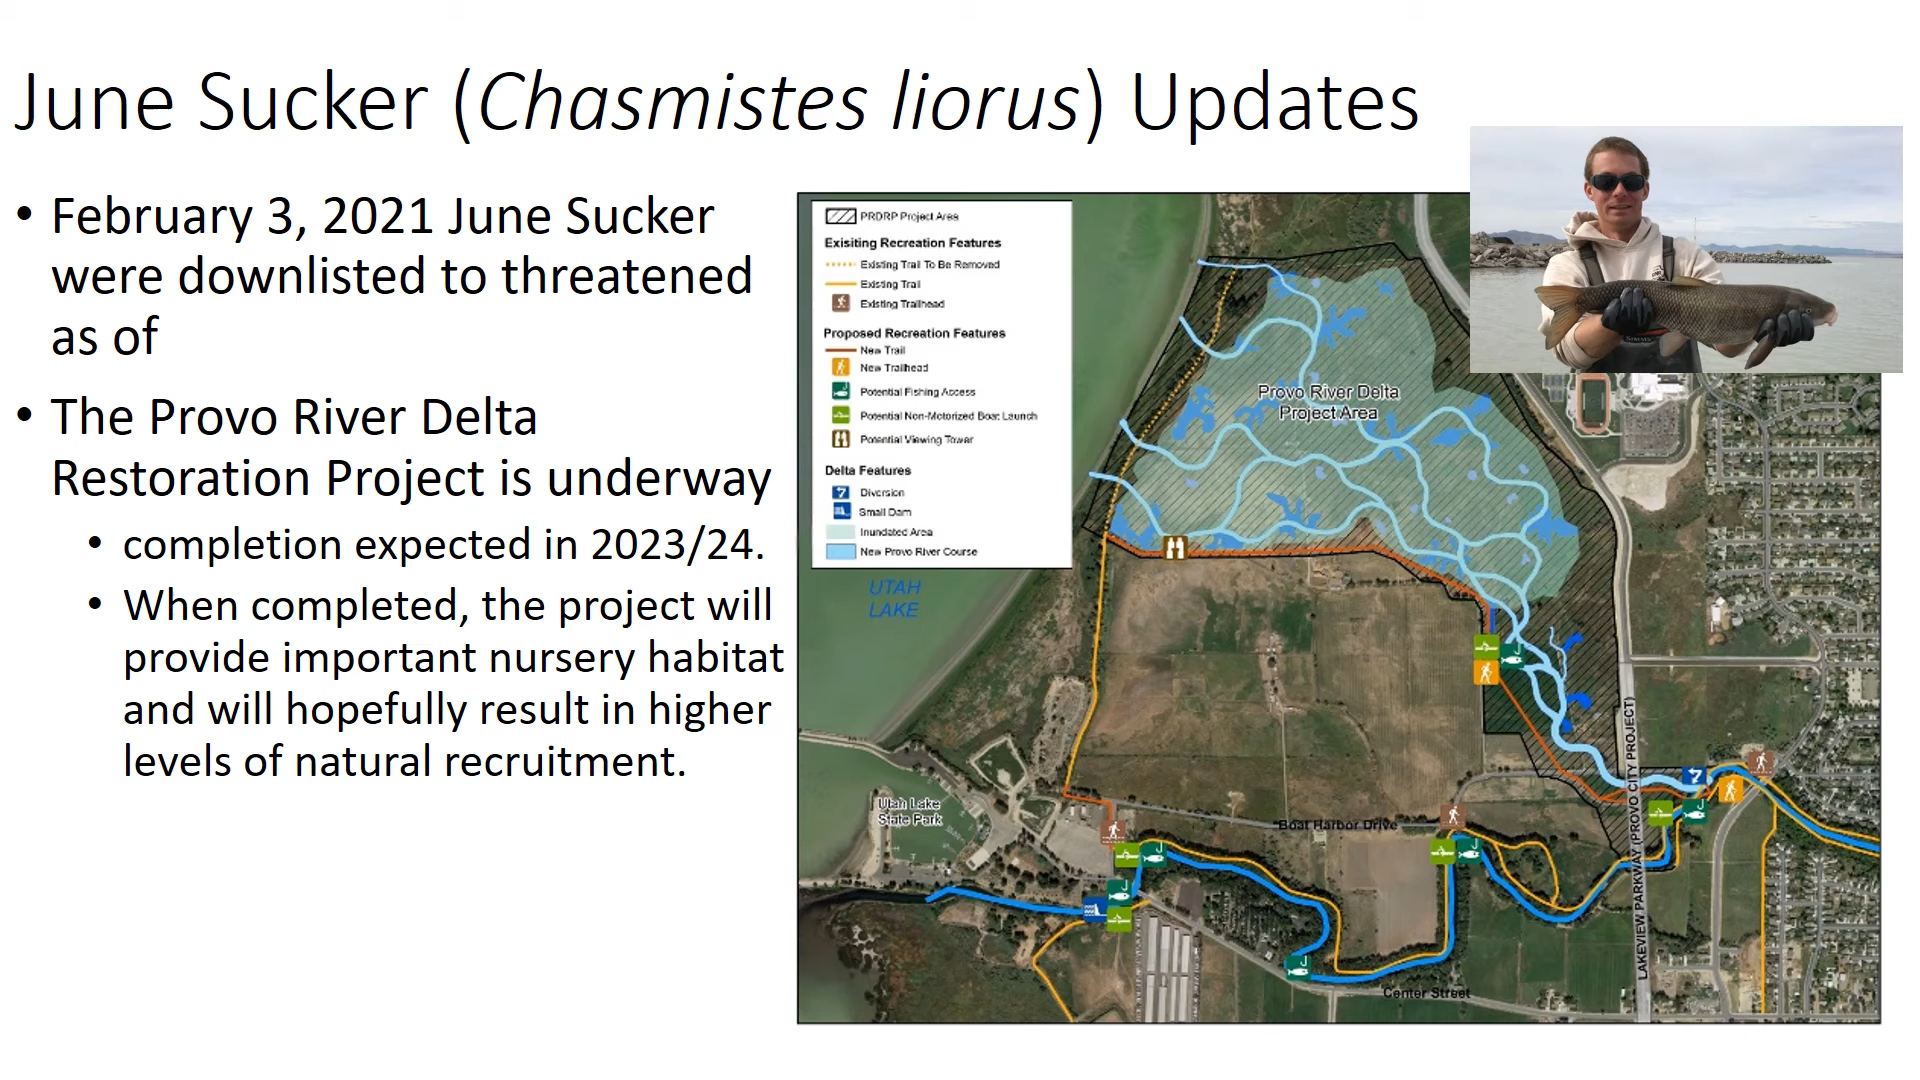 June Sucker (Chasmistes liorus) Updates
• February 3, 2021 June Sucker
were downlisted to threatened
as of
• The Provo River Delta
Restoration Project is underway
• completion expected in 2023/24.
• When completed, the project will
provide important nursery habitat
and will hopefully result in higher
levels of natural recruitment.
PRDRP Project Area
Exisiting Recreation Features
Existing Trail To Be Removed
Existing Trail
Existing Trailhead
Proposed Recreation Features
New Trail
New Trailhead
Potential Fishing Access
Potential Non-Motorized Boat Launch
Potential Viewing Tower
Delta Features
Diversion
Small Dam
Inundated Area
New Provo River Course
UTAH
LAKE
Provo River Delta
Project Area
Utah Lake
State Park
Boat Harbor Drive
Center Street
LAKEVIEW PARKWAY (PROVO CITY PROJECT)